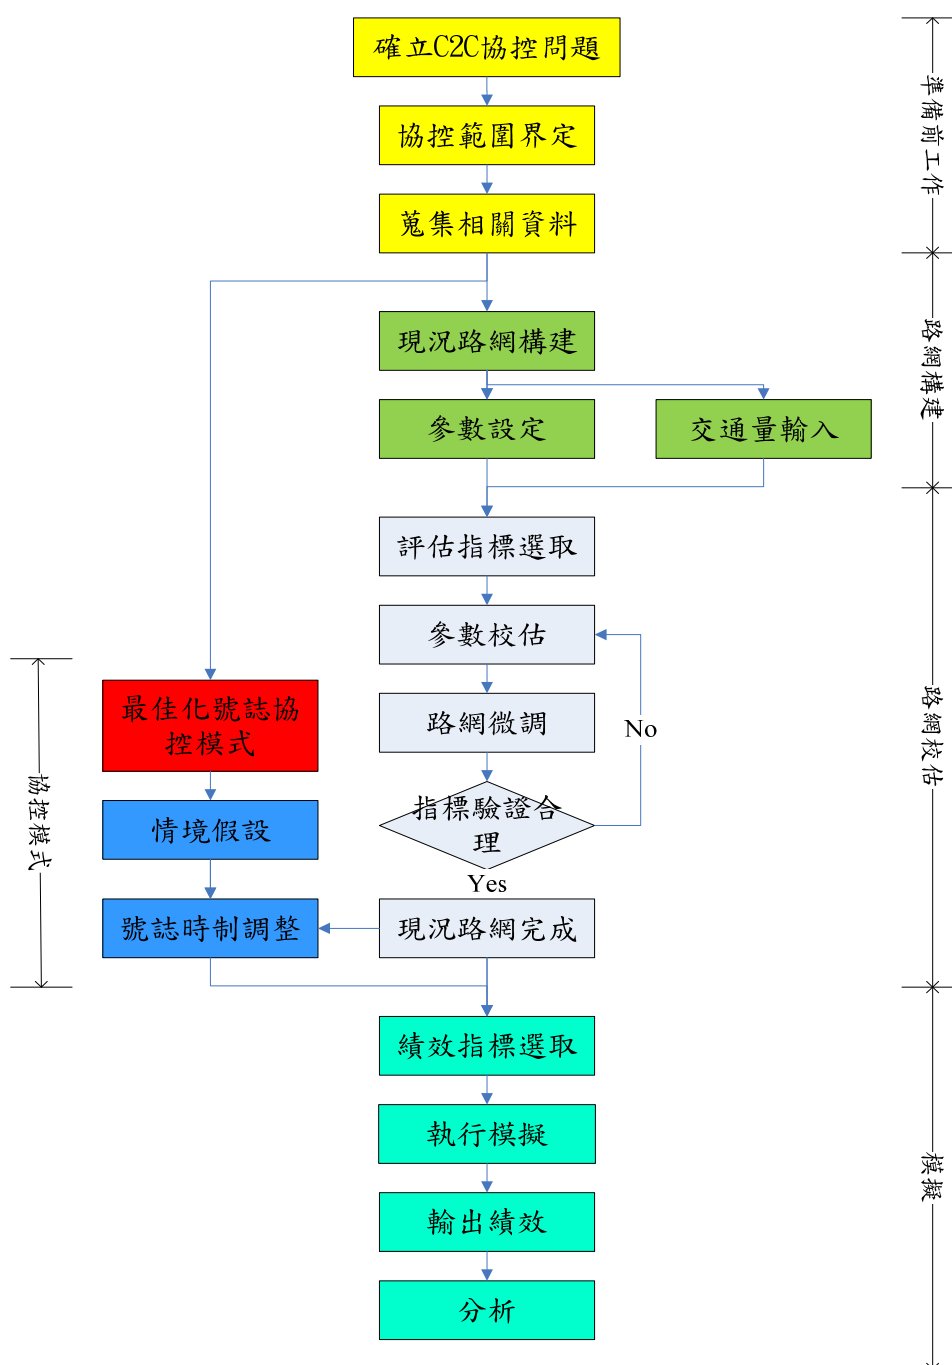 確立C2C協控問題
協控範圍界定
蒐集相關資料
準備前工作
現況路網構建
參數設定
交通量輸入
路網構建
評估指標選取
參數校估
路網微調
No
指標驗證合
理
Yes
現況路網完成
路網校估
最佳化號誌協
控模式
情境假設
號誌時制調整
協控模式
績效指標選取
執行模擬
輸出績效
分析
模擬